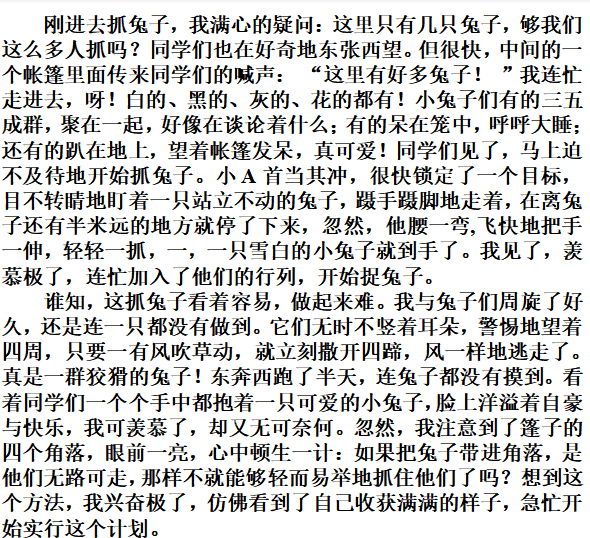 刚进去抓兔子，我满心的疑问：这里只有几只兔子，够我们
这么多人抓吗？同学们也在好奇地东张西望。但很快，中间的一
个帐篷里面传来同学们的喊声： “这里有好多兔子！ ”我连忙
走进去，呀！白的、黑的、灰的、花的都有！小兔子们有的三五
成群，聚在一起，好像在谈论着什么；有的呆在笼中，呼呼大睡；
还有的趴在地上，望着帐篷发呆，真可爱！同学们见了，马上迫
不及待地开始抓兔子。小 A 首当其冲，很快锁定了一个目标，
目不转睛地盯着一只站立不动的兔子，蹑手蹑脚地走着，在离兔
子还有半米远的地方就停了下来，忽然，他腰一弯,飞快地把手
一伸，轻轻一抓，一，一只雪白的小兔子就到手了。我见了，羡
慕极了，连忙加入了他们的行列，开始捉兔子。
谁知，这抓兔子看着容易，做起来难。我与兔子们周旋了好
久，还是连一只都没有做到。它们无时不竖着耳朵，警惕地望着
四周，只要一有风吹草动，就立刻撒开四蹄，风一样地逃走了。
真是一群狡猾的兔子！东奔西跑了半天，连兔子都没有摸到。看
着同学们一个个手中都抱着一只可爱的小兔子，脸上洋溢着自豪
与快乐，我可羡慕了，却又无可奈何。忽然，我注意到了篷子的
四个角落，眼前一亮，心中顿生一计：如果把兔子带进角落，是
他们无路可走，那样不就能够轻而易举地抓住他们了吗？想到这
个方法，我兴奋极了，仿佛看到了自己收获满满的样子，急忙开
始实行这个计划。